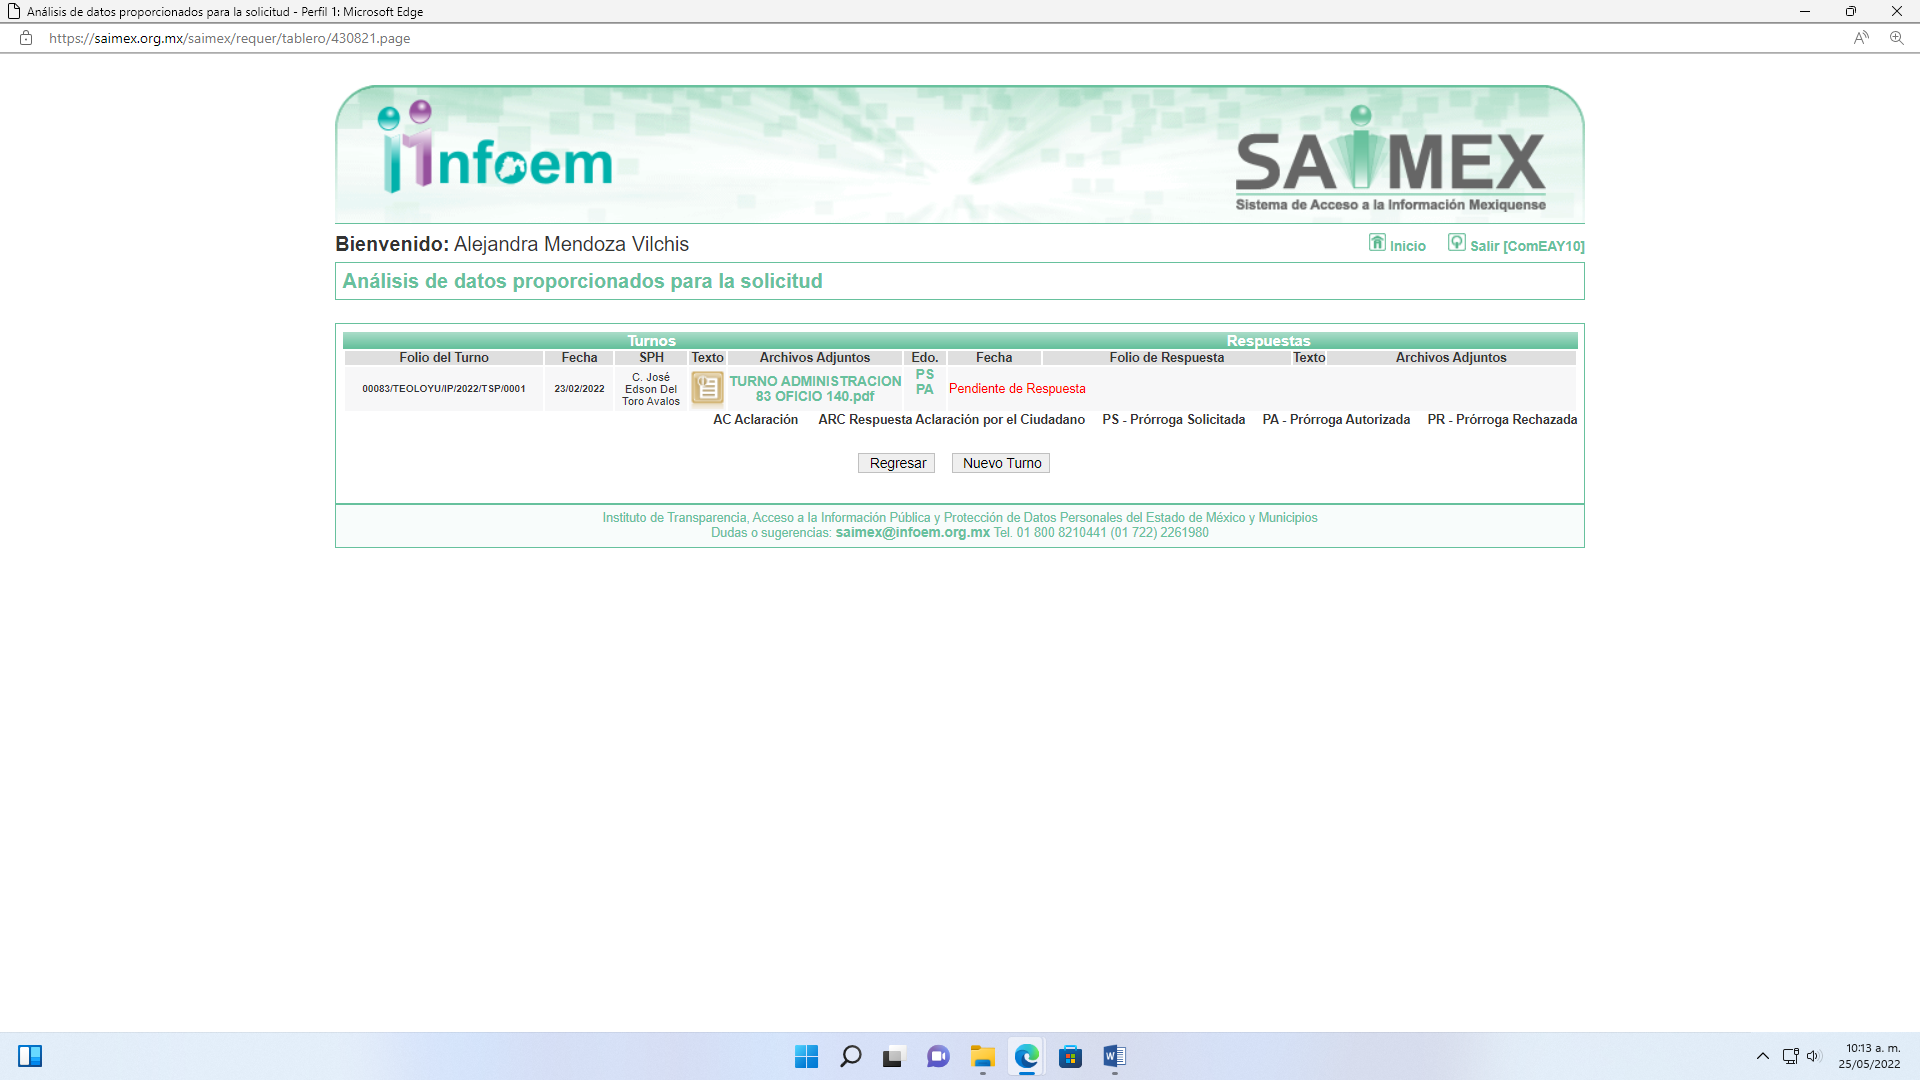 Análisis de datos proporcionados para la solicitud - Perfil 1: Microsoft Edge
https://saimex.org.mx/saimex/requer/tablero/430821.page
infoem
SAIMEX
Sistema de Acceso a la Información Mexiquense
Bienvenido: Alejandra Mendoza Vilchis
Inicio Salir [ComEAY10]
Análisis de datos proporcionados para la solicitud
Turnos Respuestas
Folio del Turno Fecha SPH Texto Archivos Adjuntos Edo. Fecha Folio de Respuesta Texto Archivos Adjuntos
00083/TEOLOYU/IP/2022/TSP/0001 23/02/2022 C. José Edson Del Toro Avalos TURNO ADMINISTRACION 83 OFICIO 140.pdf PS PA Pendiente de Respuesta
AC Aclaración ARC Respuesta Aclaración por el Ciudadano PS - Prórroga Solicitada PA - Prórroga Autorizada PR - Prórroga Rechazada
Regresar Nuevo Turno
Instituto de Transparencia, Acceso a la Información Pública y Protección de Datos Personales del Estado de México y Municipios
Dudas o sugerencias: saimex@infoem.org.mx Tel. 01 800 8210441 (01 722) 2261980
10:13 a. m.
25/05/2022